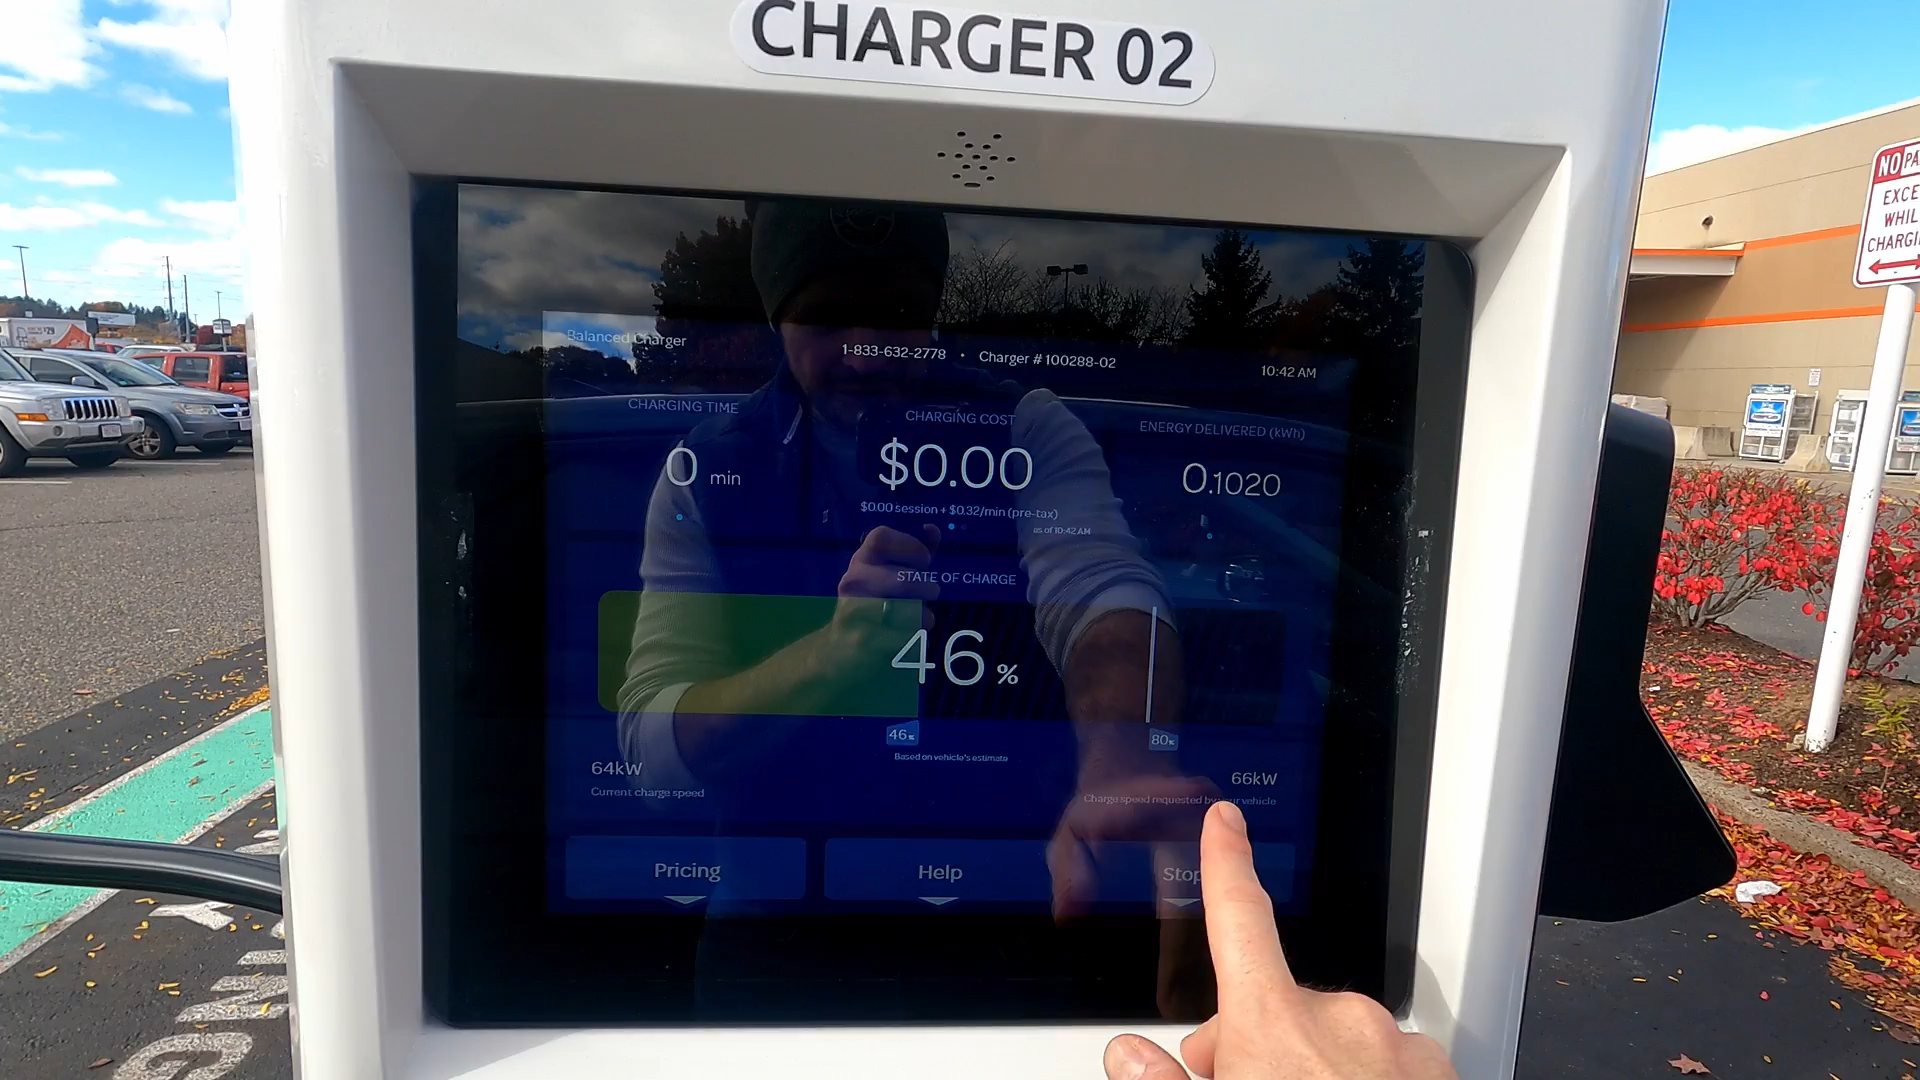 CHARGER 02
NO PA
EXCE
WHIL
CHARGI
Balanced Charger
1-833-632-2778 • Charger # 100288-02
10:42 AM
CHARGING TIME
CHARGING COST
ENERGY DELIVERED (kWh)
0 min
$0.00
0.1020
$0.00 session + $0.32/min (pre-tax)
as of 10:42 AM
STATE OF CHARGE
46 %
46%
80%
Based on vehicle's estimate
64kW
Current charge speed
66kW
Charge speed requested by your vehicle
Pricing
Help
Stop